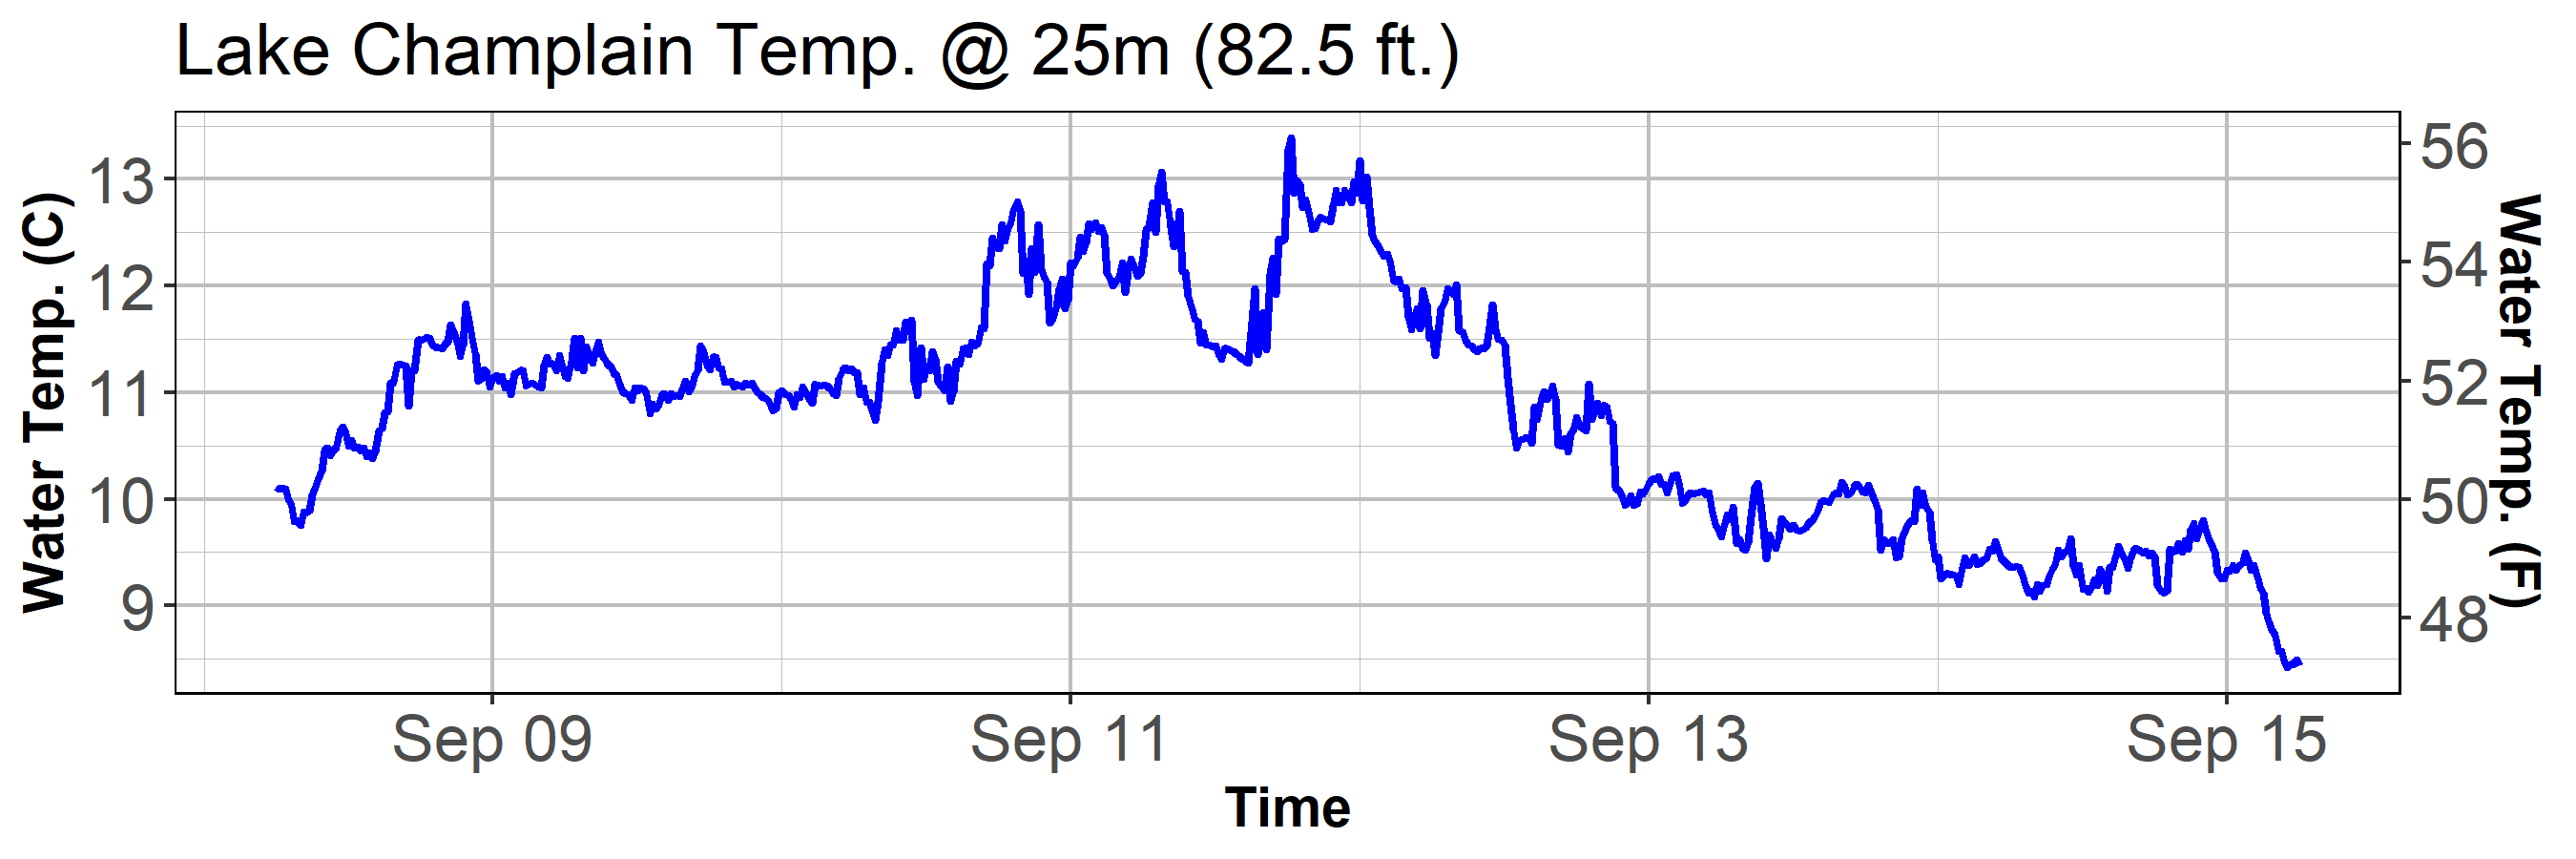 Lake Champlain Temp. @ 25m (82.5 ft.)
Water Temp. (C)
13
12
11
10
9
56
54
52
50
48
Water Temp. (F)
Sep 09
Sep 11
Sep 13
Sep 15
Time